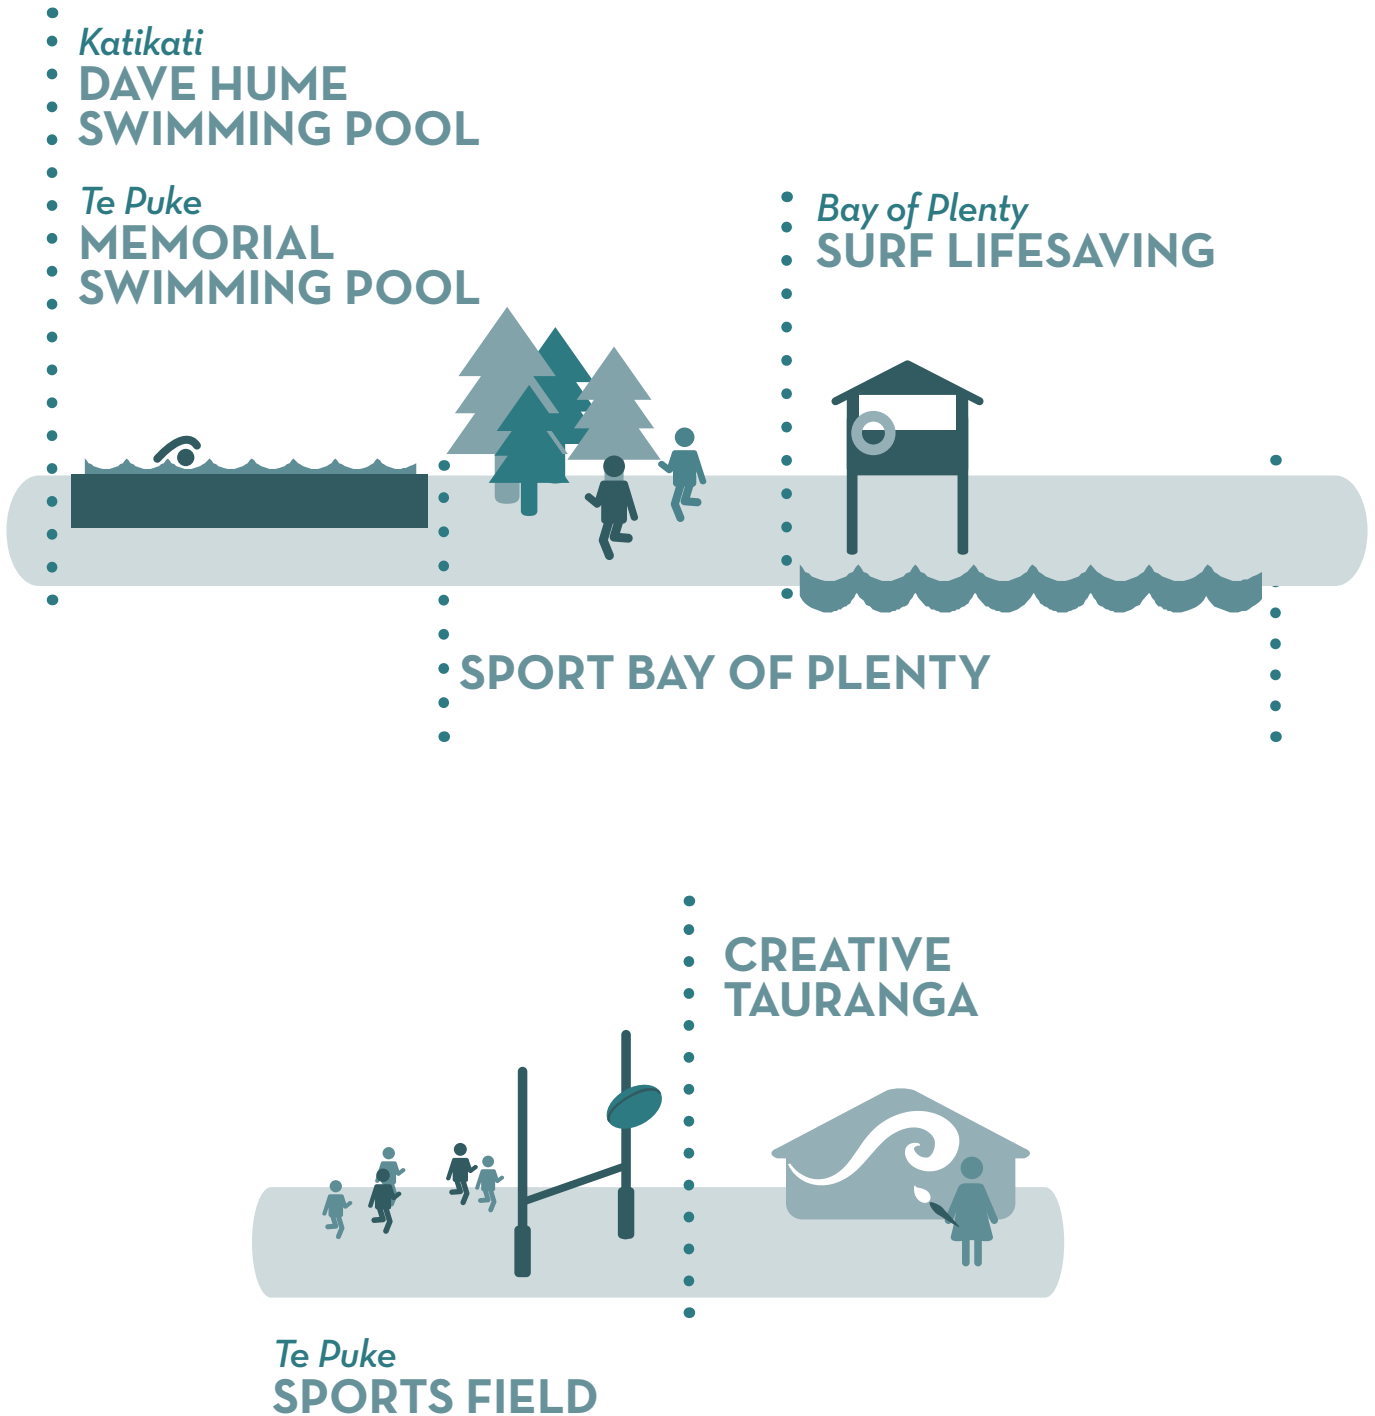 Katikati
DAVE HUME
SWIMMING POOL
Te Puke
MEMORIAL
SWIMMING POOL
Bay of Plenty
SURF LIFESAVING
SPORT BAY OF PLENTY
CREATIVE
TAURANGA
Te Puke
SPORTS FIELD